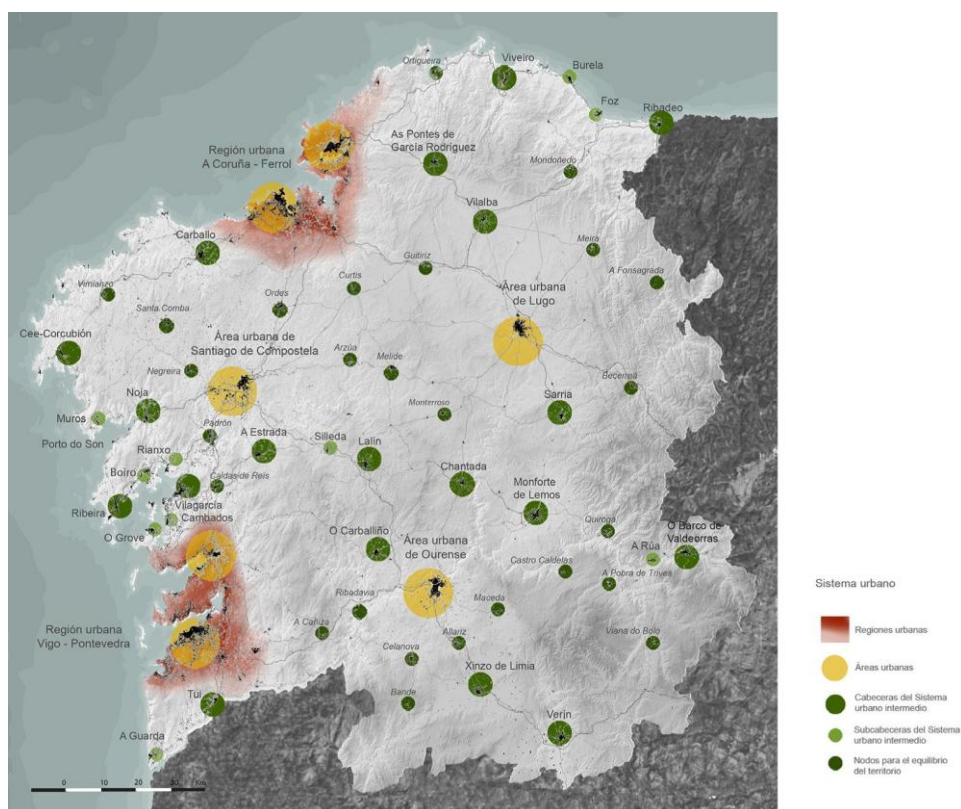 Ortigueira
Viveiro
Burela
Foz
Ribadeo
As Pontes de
García Rodríguez
Región urbana
A Coruña - Ferrol
Mondoñedo
Vilalba
Carballo
Meira
Guitiriz
A Fonsagrada
Curtis
Vimianzo
Área urbana
de Lugo
Santa Comba
Ordes
Cee-Corcubión
Área urbana de
Santiago de Compostela
Arzúa
Melide
Negreira
Becerreá
Noja
Sarria
Monterroso
Muros
Padrón
A Estrada
Silleda
Porto do Son
Lalín
Rianxo
Boiro
Caldas de Reis
Chantada
Monforte
de Lemos
Ribeira
Vilagarcía
Cambados
O Grove
Quiroga
O Barco de
Valdeorras
O Carballiño
Área urbana
de Ourense
A Rúa
Castro Caldelas
A Pobra de Trives
Ribadavia
Maceda
Región urbana
Vigo - Pontevedra
A Cañiza
Allariz
Viana do Bolo
Celanova
Xinzo de Limia
Tui
Bande
Verín
A Guarda
0 10 20 30 Km
Sistema urbano
Regiones urbanas
Áreas urbanas
Cabeceras del Sistema
urbano intermedio
Subcabeceras del Sistema
urbano intermedio
Nodos para el equilibrio
del territorio